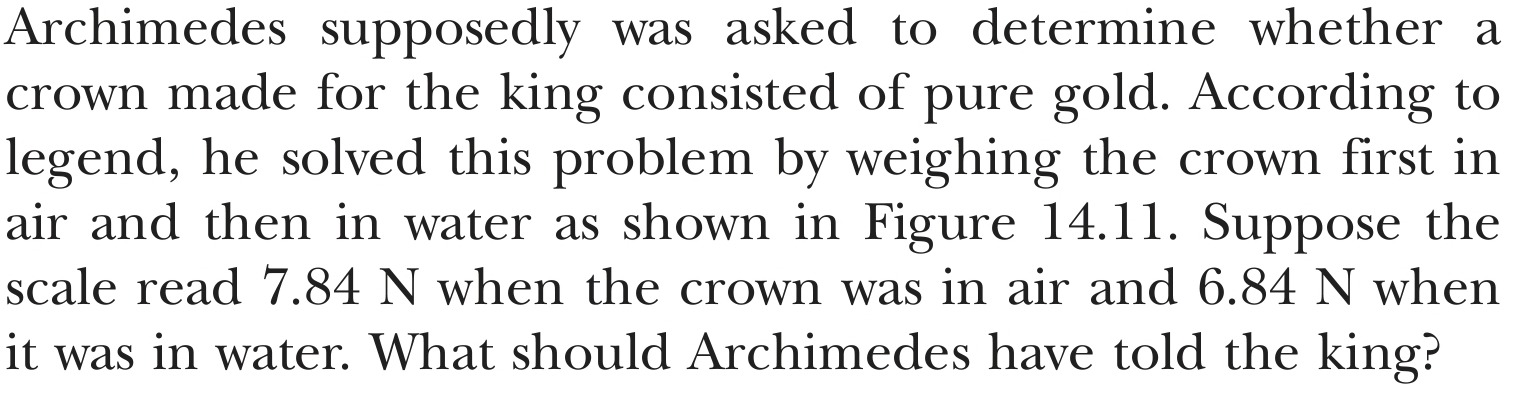 Archimedes supposedly was asked to determine whether a
crown made for the king consisted of pure gold. According to
legend, he solved this problem by weighing the crown first in
air and then in water as shown in Figure 14.11. Suppose the
scale read 7.84 N when the crown was in air and 6.84 N when
it was in water. What should Archimedes have told the king?